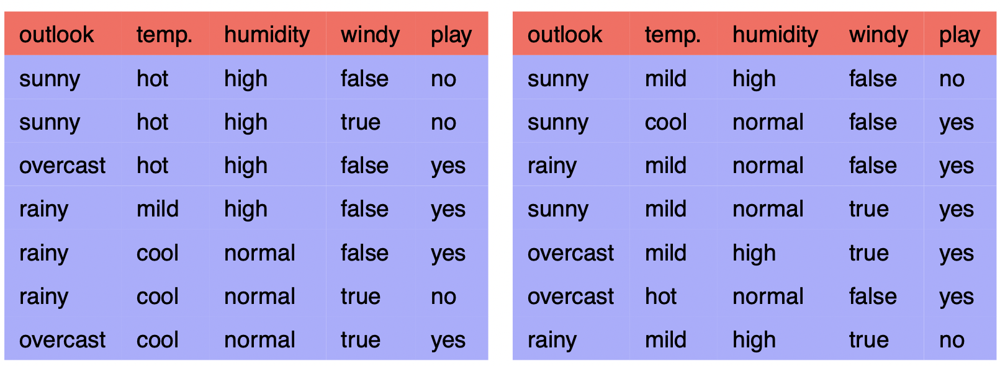 outlook temp. humidity windy play
sunny hot high false no
sunny hot high true no
overcast hot high false yes
rainy mild high false yes
rainy cool normal false yes
rainy cool normal true no
overcast cool normal true yes
outlook temp. humidity windy play
sunny mild high false no
sunny cool normal false yes
rainy mild normal false yes
sunny mild normal true yes
overcast mild high true yes
overcast hot normal false yes
rainy mild high true no